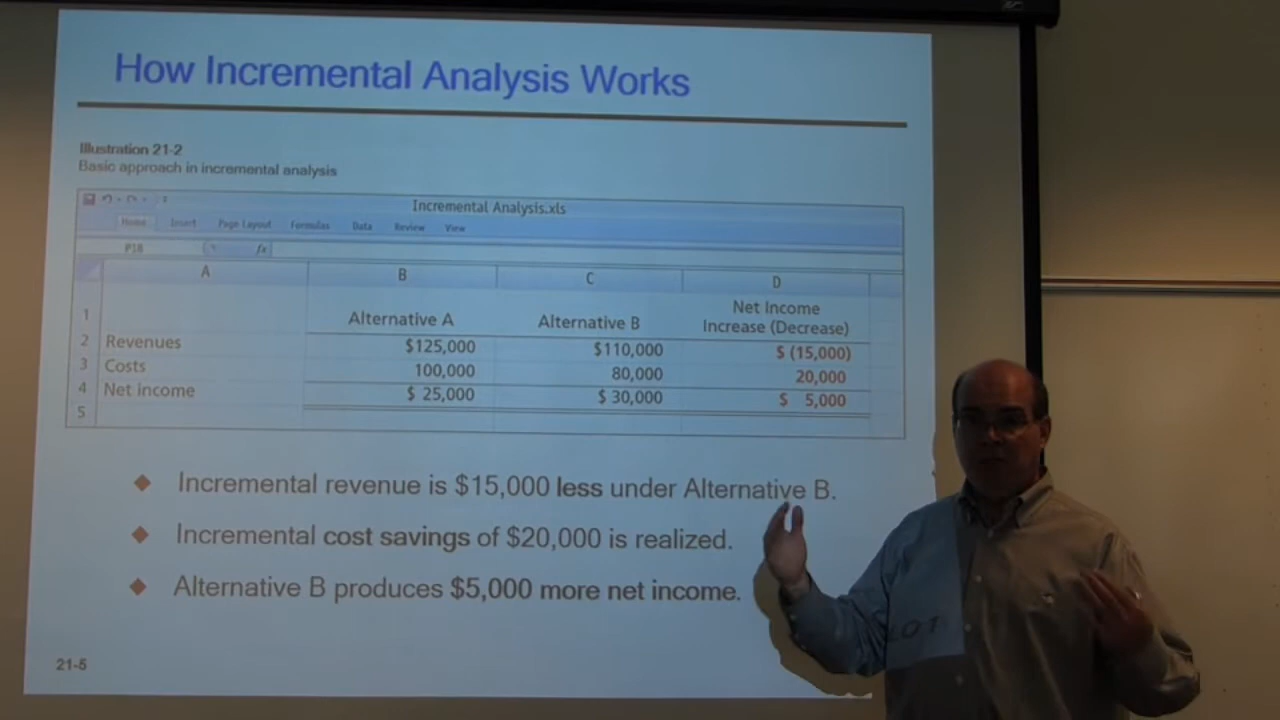 How Incremental Analysis Works
Illustration 21-2
Basic approach in incremental analysis
Incremental Analysis.xls
Home Insert Page Layout Formulas Data Review View
P18 fx
A B C D
1 Alternative A Alternative B Net Income Increase (Decrease)
2 Revenues $125,000 $110,000 $ (15,000)
3 Costs 100,000 80,000 20,000
4 Net Income $ 25,000 $ 30,000 $ 5,000
5
Incremental revenue is $15,000 less under Alternative B.
Incremental cost savings of $20,000 is realized.
Alternative B produces $5,000 more net income.
21-5